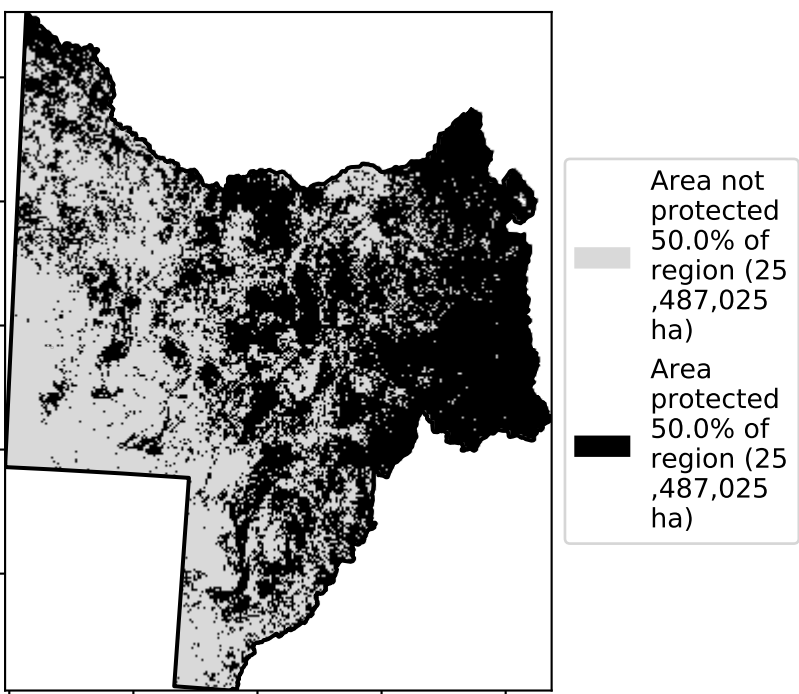 Area not
protected
50.0% of
region (25
,487,025
ha)
Area
protected
50.0% of
region (25
,487,025
ha)